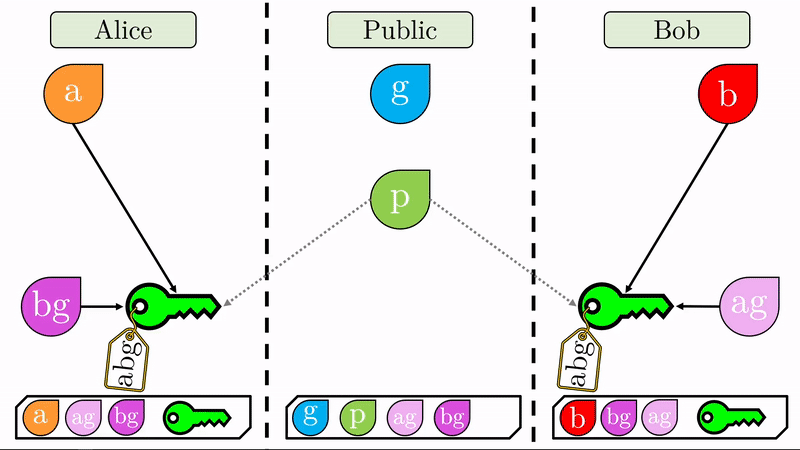 Alice Public Bob
a g b
p
bg ag
abg abg
a ag bg g p ag bg b bg ag